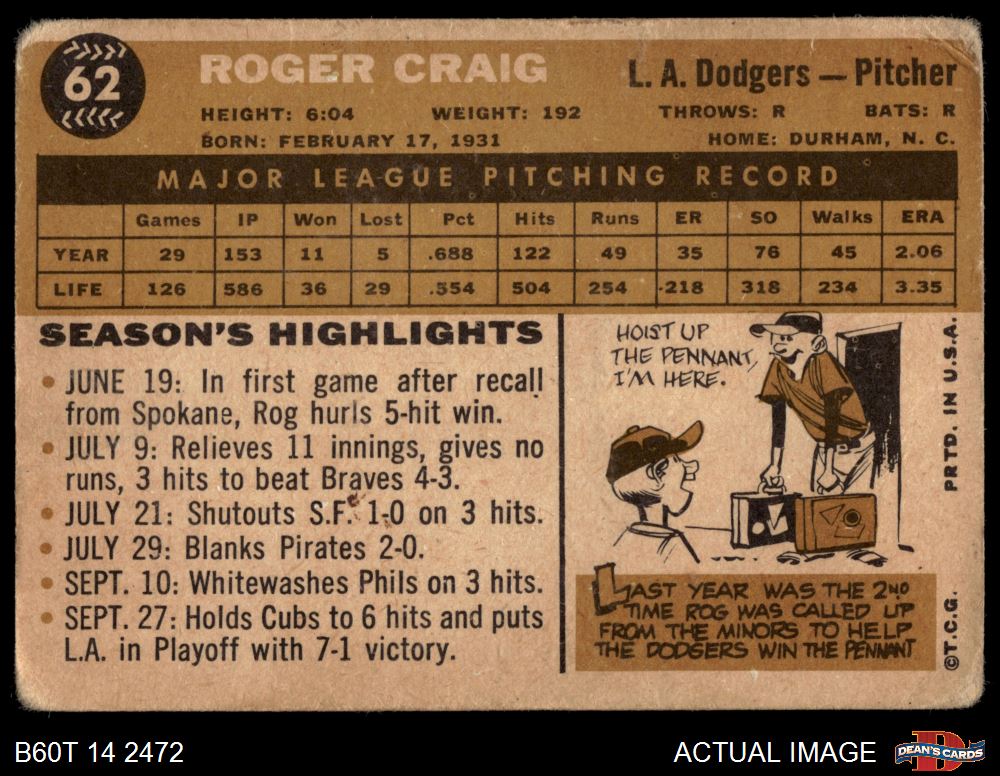 62
ROGER CRAIG
L. A. Dodgers — Pitcher
HEIGHT: 6:04 WEIGHT: 192 THROWS: R BATS: R
BORN: FEBRUARY 17, 1931 HOME: DURHAM, N. C.
MAJOR LEAGUE PITCHING RECORD
Games IP Won Lost Pct Hits Runs ER SO Walks ERA
YEAR 29 153 11 5 .688 122 49 35 76 45 2.06
LIFE 126 586 36 29 .554 504 254 218 318 234 3.35
SEASON'S HIGHLIGHTS
• JUNE 19: In first game after recall
from Spokane, Rog hurls 5-hit win.
• JULY 9: Relieves 11 innings, gives no
runs, 3 hits to beat Braves 4-3.
• JULY 21: Shutouts S.F. 1-0 on 3 hits.
• JULY 29: Blanks Pirates 2-0.
• SEPT. 10: Whitewashes Phils on 3 hits.
• SEPT. 27: Holds Cubs to 6 hits and puts
L.A. in Playoff with 7-1 victory.
HOIST UP
THE PENNANT,
I'M HERE.
LAST YEAR WAS THE 2ND
TIME ROG WAS CALLED UP
FROM THE MINORS TO HELP
THE DODGERS WIN THE PENNANT
©T.C.G. PRTD. IN U.S.A.
B60T 14 2472
ACTUAL IMAGE
DEAN'S CARDS